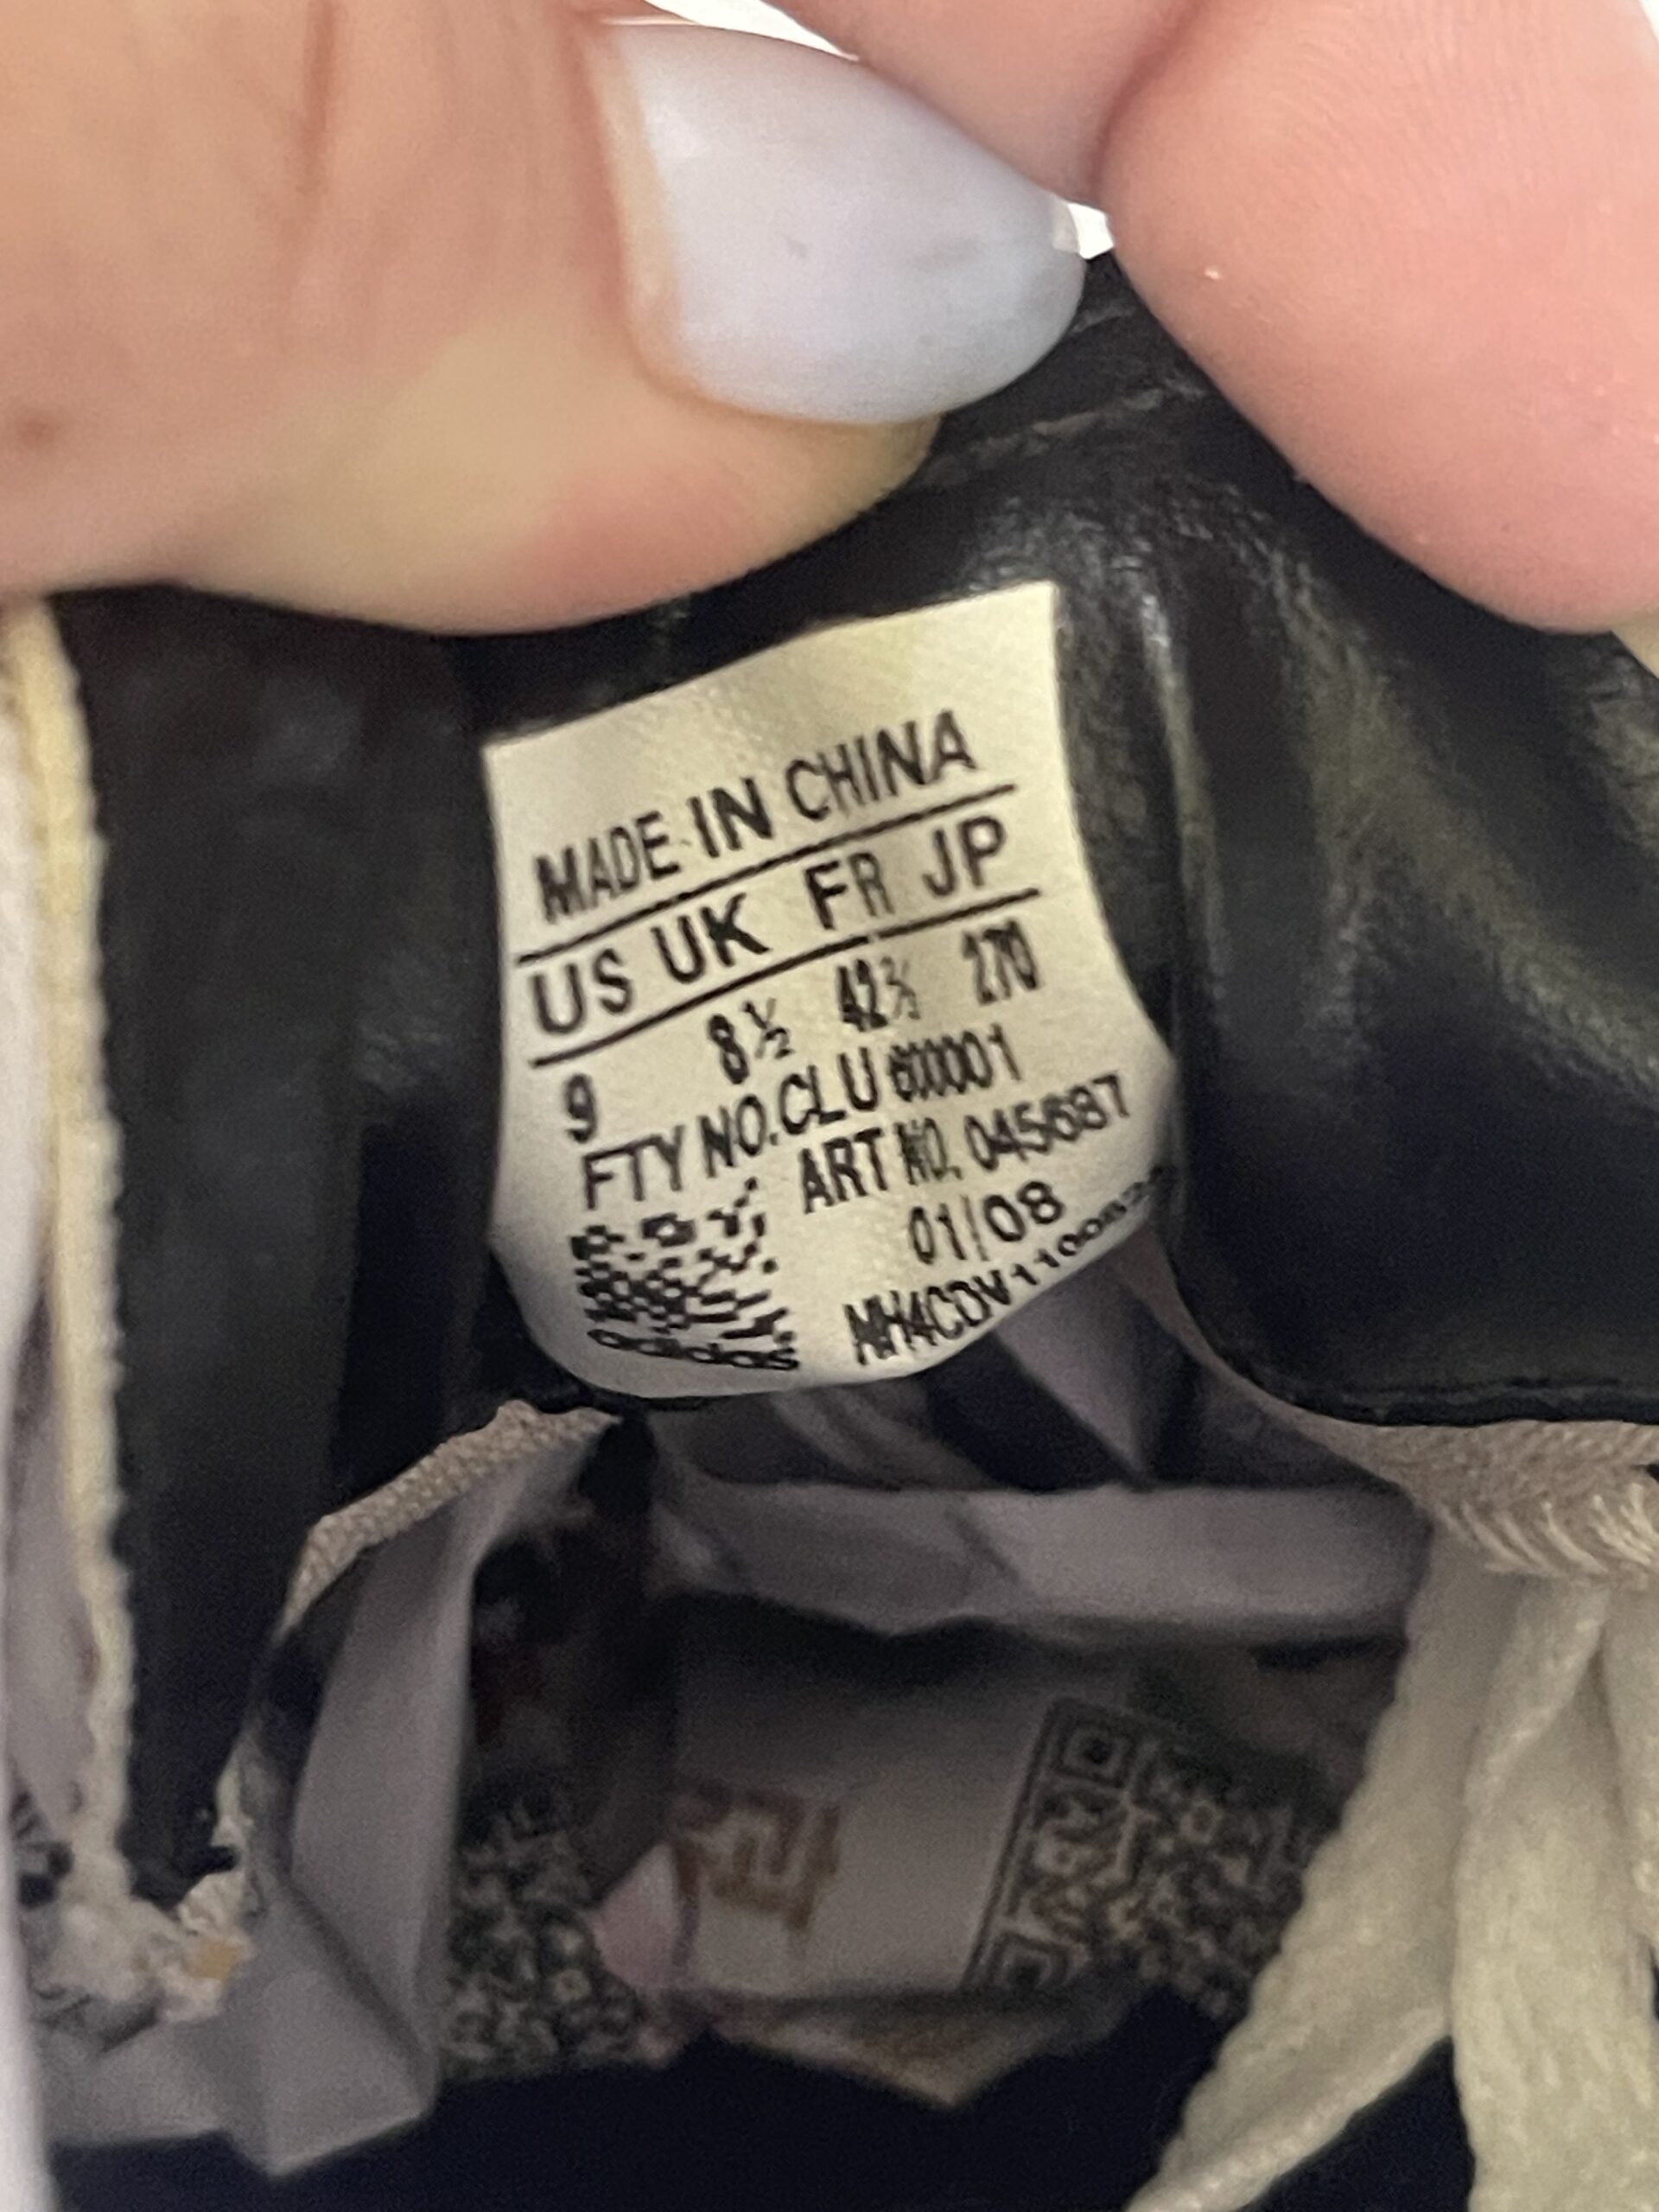 MADE IN CHINA
US UK FR JP
9 8½ 42⅔ 270
FTY NO.CLU 600001
ART NO. 045687
01/08
adidas